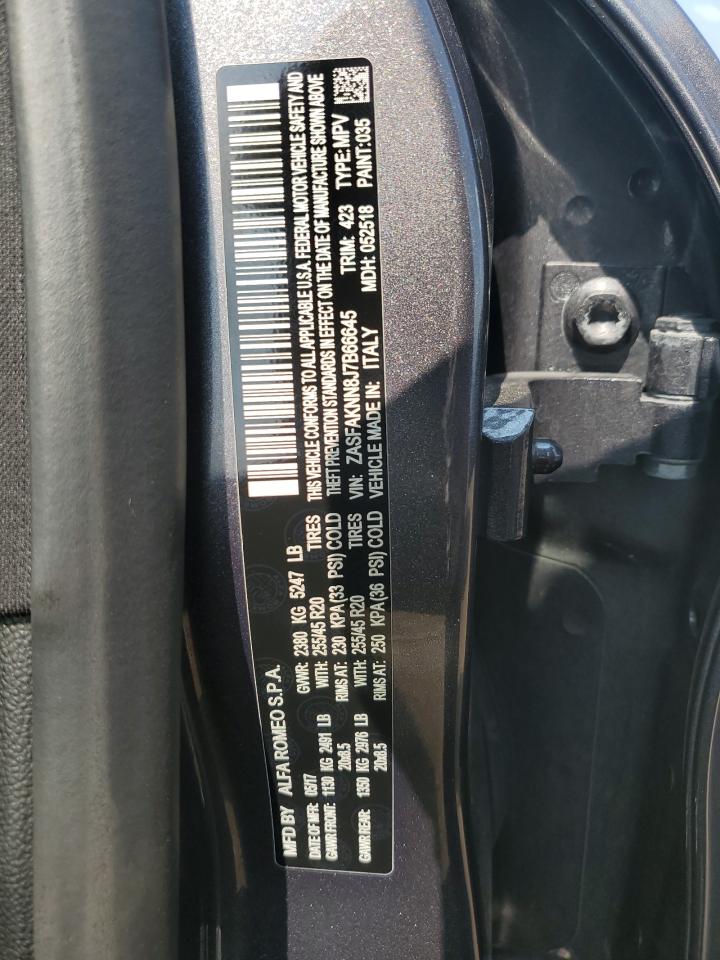 MFD BY ALFA ROMEO S.P.A.
DATE OF MFR: 05/17 GVWR: 2380 KG 5247 LB
GAWR FRONT: 1130 KG 2491 LB WITH: 255/45 R20 TIRES
20x8.5 RIMS AT: 230 KPA(33 PSI) COLD
GAWR REAR: 1350 KG 2976 LB WITH: 255/45 R20 TIRES
20x8.5 RIMS AT: 250 KPA(36 PSI) COLD
THIS VEHICLE CONFORMS TO ALL APPLICABLE U.S.A. FEDERAL MOTOR VEHICLE SAFETY AND
THEFT PREVENTION STANDARDS IN EFFECT ON THE DATE OF MANUFACTURE SHOWN ABOVE
VIN: ZASFAKNN8J7B66645 TRIM: 423 TYPE: MPV
VEHICLE MADE IN: ITALY MDH: 052518 PAINT: 035